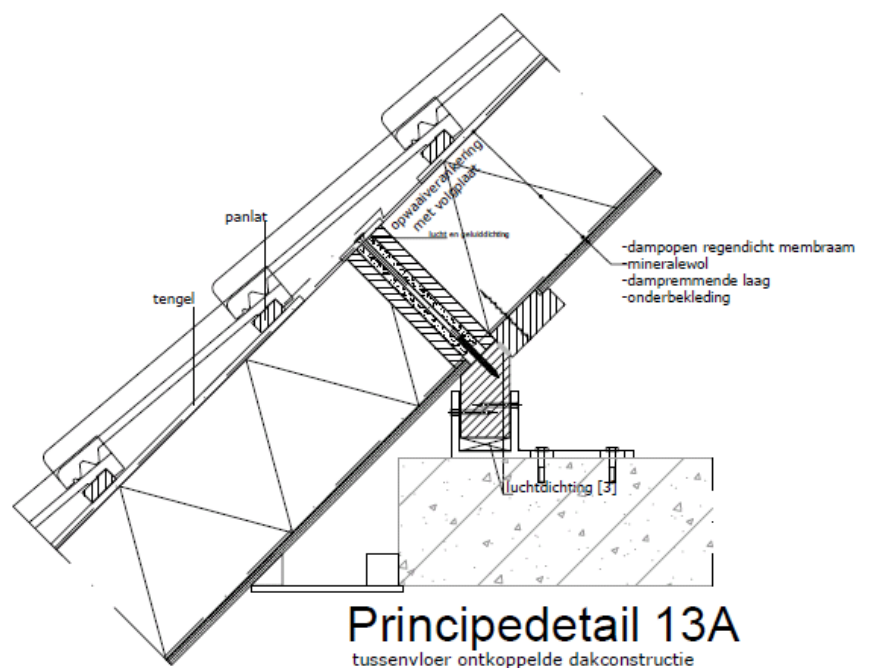 opwaaiverankering
met volgplaat
lucht en geluiddichting
panlat
tengel
-dampopen regendicht membraam
-mineralewol
-dampremmende laag
-onderbekleding
luchtdichting [3]
Principedetail 13A
tussenvloer ontkoppelde dakconstructie